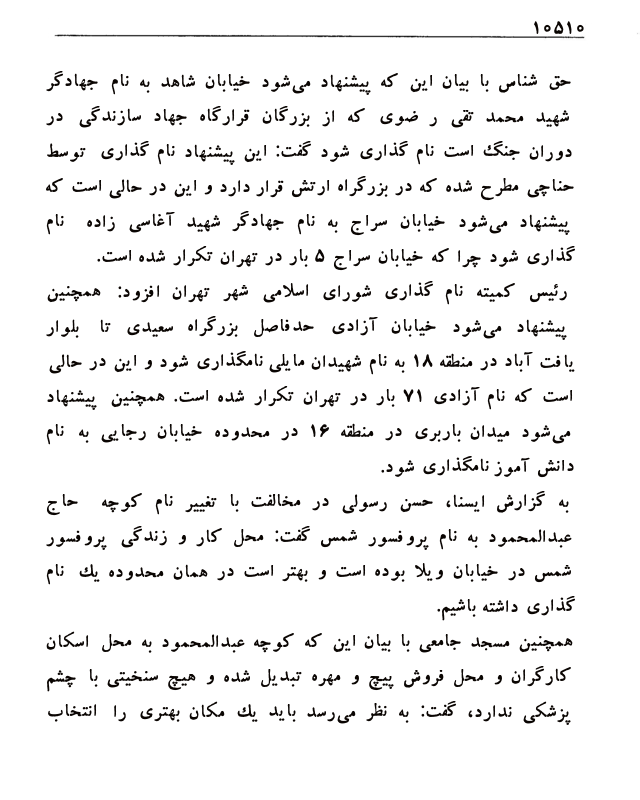 ۱۰۵۱۰
حق شناس با بیان این که پیشنهاد می‌شود خیابان شاهد به نام جهادگر
شهید محمد تقی ر ضوی که از بزرگان قرارگاه جهاد سازندگی در
دوران جنگ است نام گذاری شود گفت: این پیشنهاد نام گذاری توسط
حناچی مطرح شده که در بزرگراه ارتش قرار دارد و این در حالی است که
پیشنهاد می‌شود خیابان سراج به نام جهادگر شهید آغاسی زاده نام
گذاری شود چرا که خیابان سراج ۵ بار در تهران تکرار شده است.
رئیس کمیته نام گذاری شورای اسلامی شهر تهران افزود: همچنین
پیشنهاد می‌شود خیابان آزادی حدفاصل بزرگراه سعیدی تا بلوار
یافت آباد در منطقه ۱۸ به نام شهیدان مایلی نامگذاری شود و این در حالی
است که نام آزادی ۷۱ بار در تهران تکرار شده است. همچنین پیشنهاد
می‌شود میدان باربری در منطقه ۱۶ در محدوده خیابان رجایی به نام
دانش آموز نامگذاری شود.
به گزارش ایسنا، حسن رسولی در مخالفت با تغییر نام کوچه حاج
عبدالمحمود به نام پروفسور شمس گفت: محل کار و زندگی پروفسور
شمس در خیابان ویلا بوده است و بهتر است در همان محدوده یك نام
گذاری داشته باشیم.
همچنین مسجد جامعی با بیان این که کوچه عبدالمحمود به محل اسکان
کارگران و محل فروش پیچ و مهره تبدیل شده و هیچ سنخیتی با چشم
پزشکی ندارد، گفت: به نظر می‌رسد باید یك مکان بهتری را انتخاب